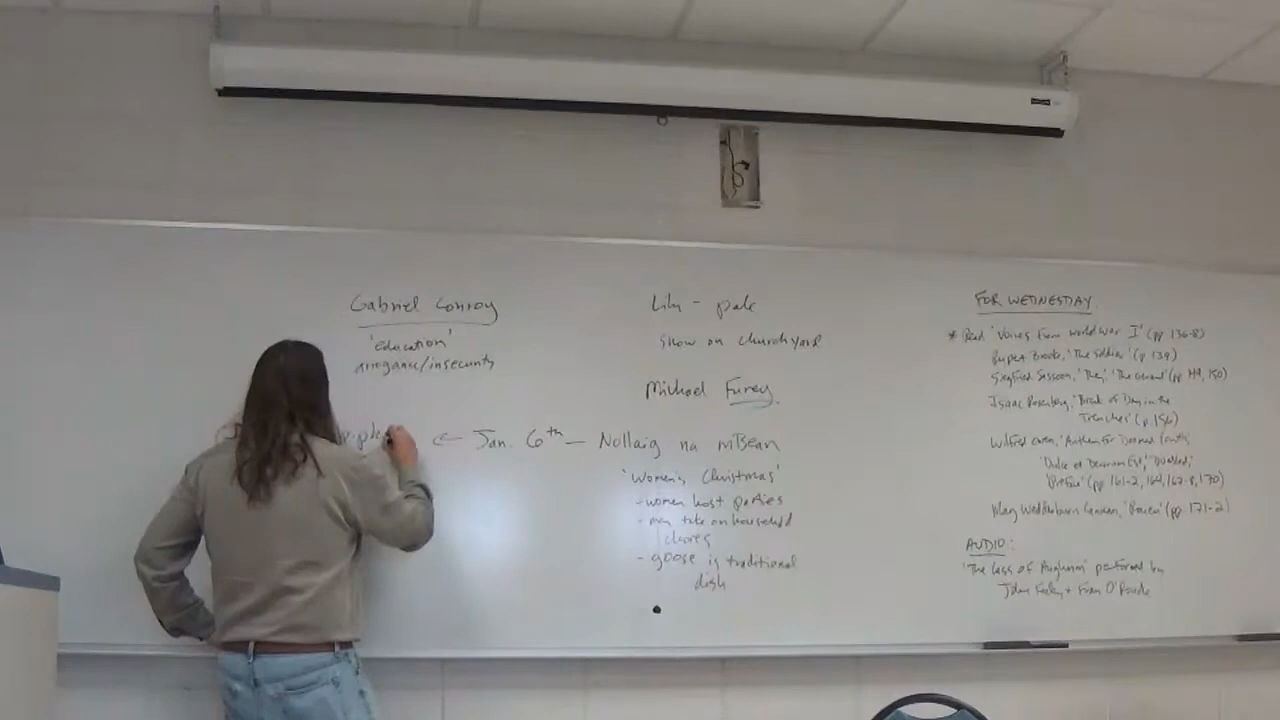 Gabriel Conroy
'education'
arrogance/insecurity
Lily - pale
snow on churchyard
Michael Furey
← Jan. 6th — Nollaig na mBean
'Women's Christmas'
- women host parties
- men take on household
chores
- goose is traditional
dish
FOR WEDNESDAY
* Read 'Voices from World War I' (pp 136-8)
Rupert Brooke, 'The Soldier' (p 139)
Siegfried Sassoon, 'They,' 'The General' (pp 149, 150)
Isaac Rosenberg, 'Break of Day in the
Trenches' (p. 156)
Wilfred Owen, 'Anthem for Doomed Youth,'
'Dulce et Decorum Est,'
'Preface' (pp 161-2, 164, 167-8, 170)
May Wedderburn Cannan, 'Rouen' (pp 171-2)
AUDIO:
'The Lass of Aughrim' performed by
John Feeley + Fran O'Rourke